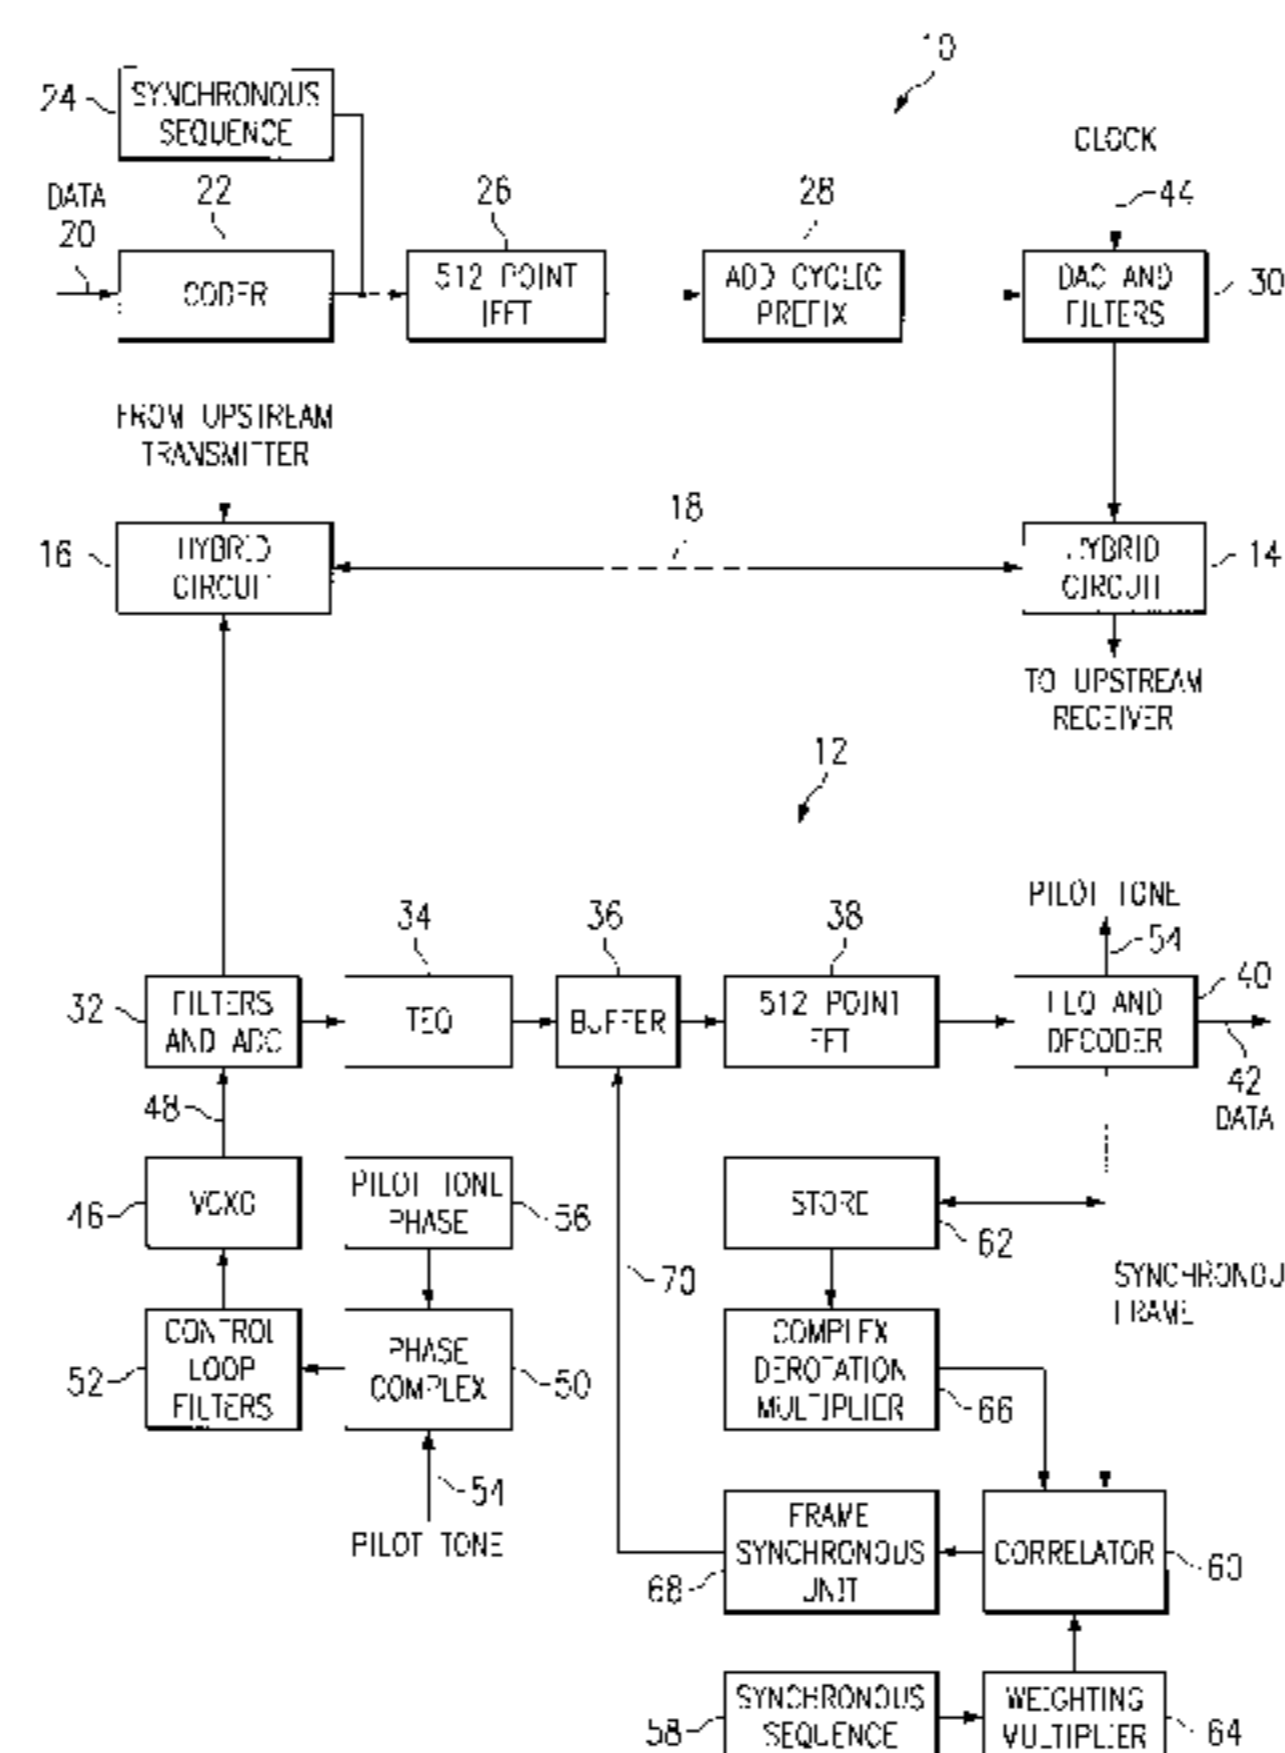 10
24
SYNCHRONOUS
SEQUENCE
CLOCK
44
DATA
20
22
CODER
26
512 POINT
IFFT
28
ADD CYCLIC
PREFIX
DAC AND
FILTERS
30
FROM UPSTREAM
TRANSMITTER
16
HYBRID
CIRCUIT
18
HYBRID
CIRCUIT
14
TO UPSTREAM
RECEIVER
12
PILOT TONE
54
32
FILTERS
AND ADC
34
TEQ
36
BUFFER
38
512 POINT
FFT
AND
DECODER
40
42
DATA
48
46
VCXO
PILOT TONE
PHASE
56
STORE
62
70
SYNCHRONOU
FRAME
52
CONTROL
LOOP
FILTERS
PHASE
COMPLEX
50
COMPLEX
DEROTATION
MULTIPLIER
66
54
PILOT TONE
FRAME
SYNCHRONOUS
UNIT
68
CORRELATOR
60
58
SYNCHRONOUS
SEQUENCE
WEIGHTING
MULTIPLIER
64